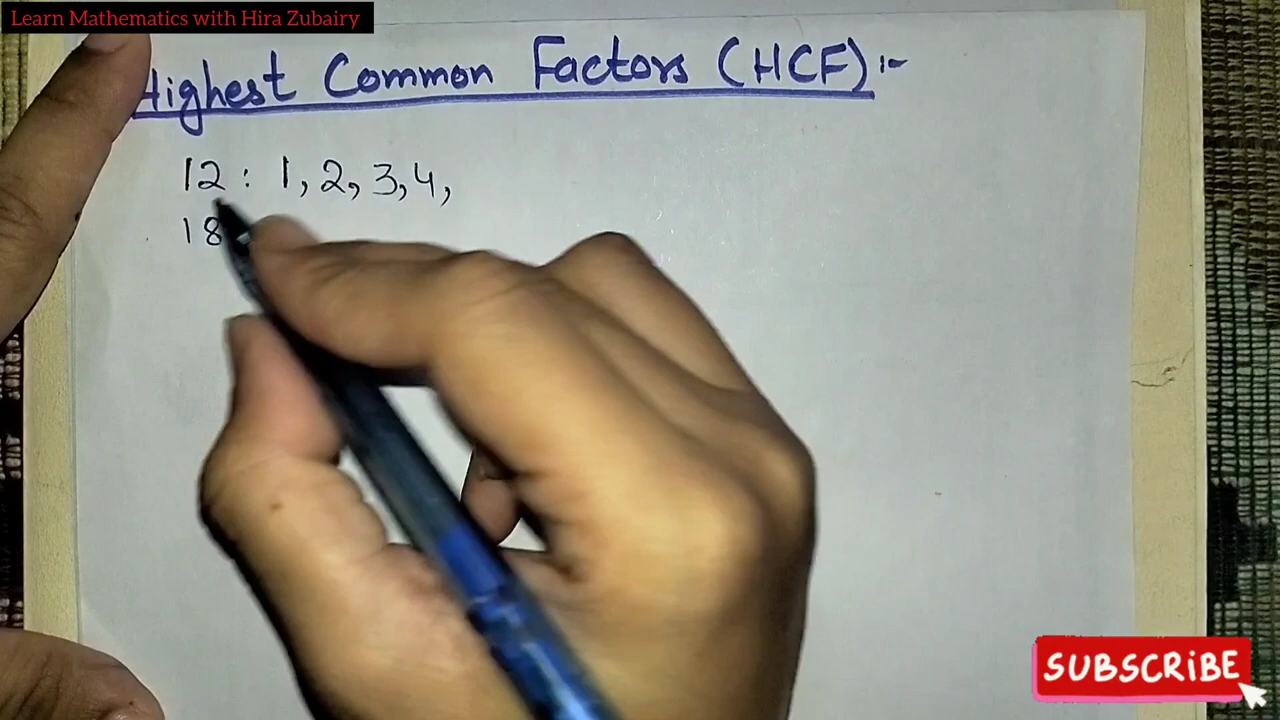 Learn Mathematics with Hira Zubairy
Highest Common Factors (HCF):-
12 : 1, 2, 3, 4,
18
SUBSCRIBE